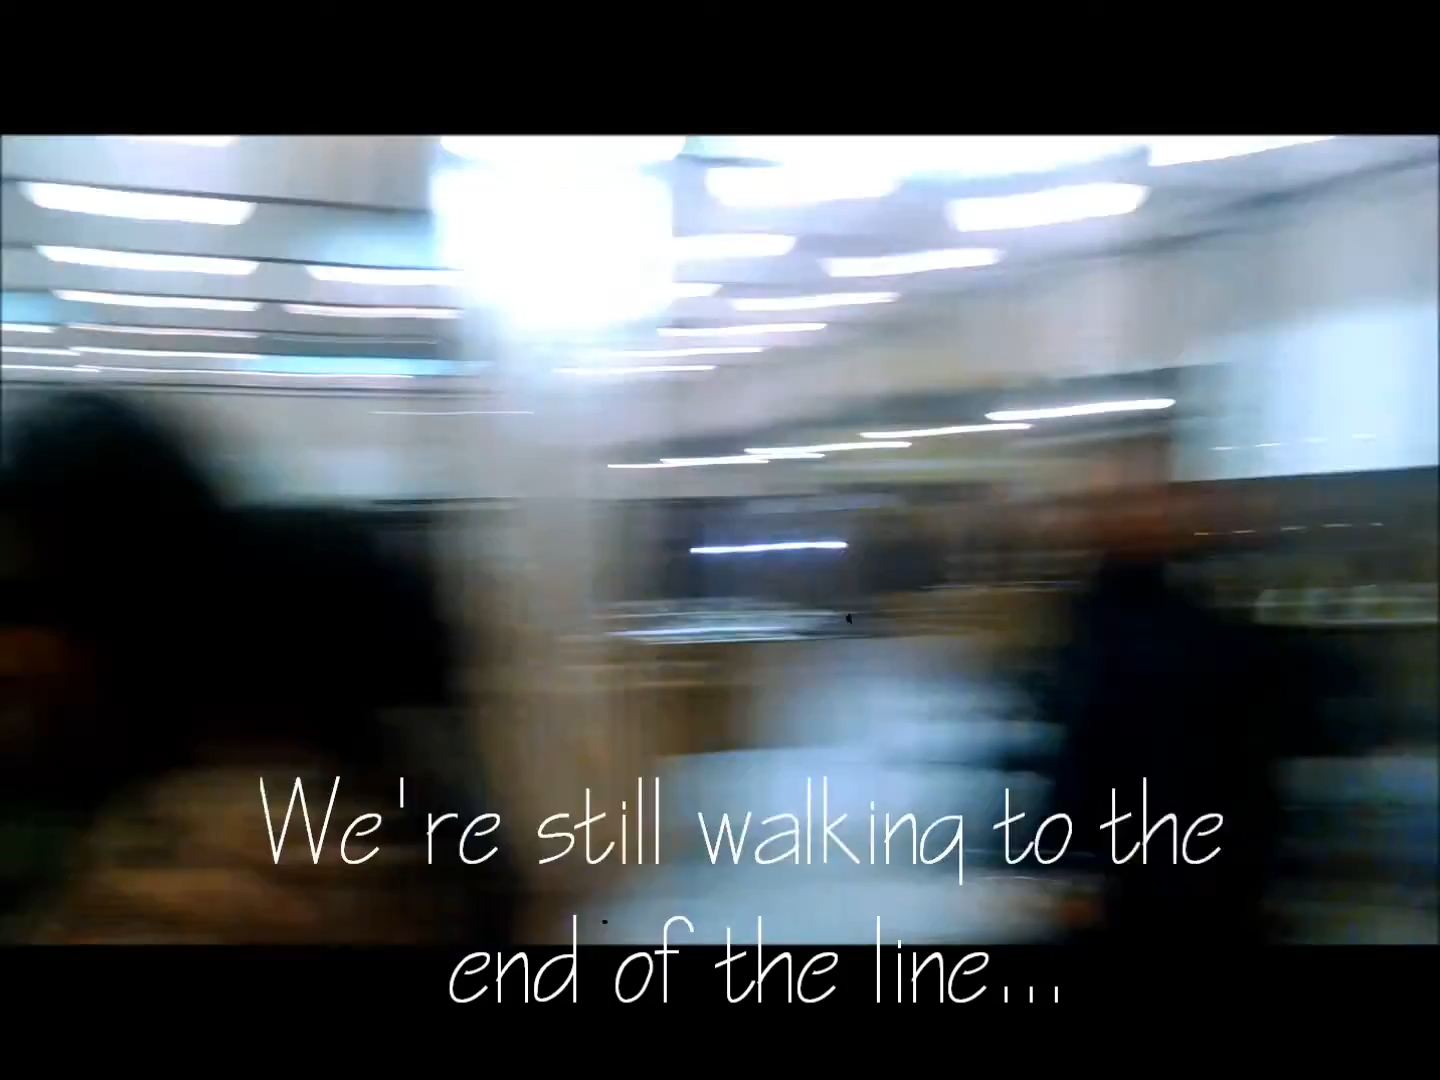 We're still walking to the
end of the line...